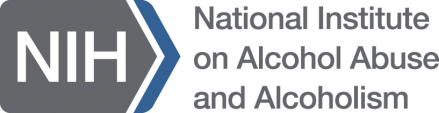 NIH
National Institute
on Alcohol Abuse
and Alcoholism